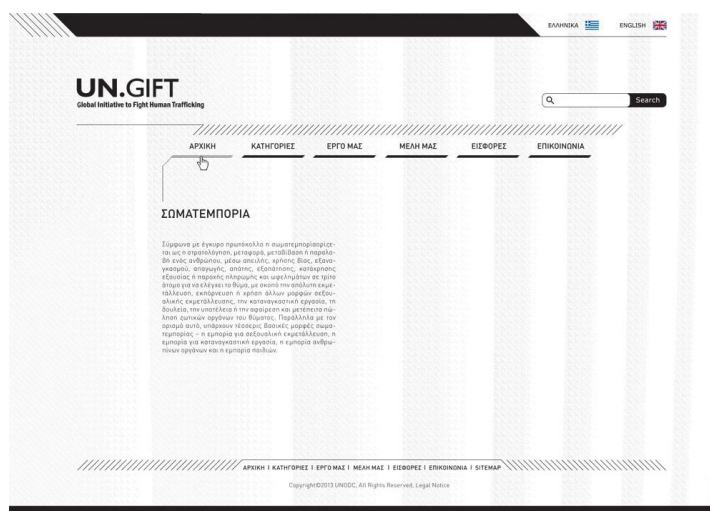 ΕΛΛΗΝΙΚΑ ENGLISH
UN.GIFT
Global Initiative to Fight Human Trafficking
Search
ΑΡΧΙΚΗ ΚΑΤΗΓΟΡΙΕΣ ΕΡΓΟ ΜΑΣ ΜΕΛΗ ΜΑΣ ΕΙΣΦΟΡΕΣ ΕΠΙΚΟΙΝΩΝΙΑ
ΣΩΜΑΤΕΜΠΟΡΙΑ
Σύμφωνα με έγκυρο πρωτόκολλο η σωματεμπορίαορίζε-
ται ως η στρατολόγηση, μεταφορά, μεταβίβαση ή παραλα-
βή ενός ανθρώπου, μέσω απειλής, χρήσης βίας, εξανα-
γκασμού, απαγωγής, απάτης, εξαπάτησης, κατάχρησης
εξουσίας ή παροχής πληρωμής και ωφελημάτων σε τρίτο
άτομο για να ελέγχει το θύμα, με σκοπό την απόλυτη εκμε-
τάλλευση, εκπόρνευση ή χρήση άλλων μορφών σεξου-
αλικής εκμετάλλευσης, την καταναγκαστική εργασία, τη
δουλεία, την υποτέλεια ή την αφαίρεση και μετέπειτα πώ-
ληση ζωτικών οργάνων του θύματος. Παράλληλα με τον
ορισμό αυτό, υπάρχουν τέσσερις βασικές μορφές σωμα-
τεμπορίας – η εμπορία για σεξουαλική εκμετάλλευση, η
εμπορία για καταναγκαστική εργασία, η εμπορία ανθρω-
πίνων οργάνων και η εμπορία παιδιών.
ΑΡΧΙΚΗ Ι ΚΑΤΗΓΟΡΙΕΣ Ι ΕΡΓΟ ΜΑΣ Ι ΜΕΛΗ ΜΑΣ Ι ΕΙΣΦΟΡΕΣ Ι ΕΠΙΚΟΙΝΩΝΙΑ Ι SITEMAP
Copyright©2013 UNODC, All Rights Reserved, Legal Notice